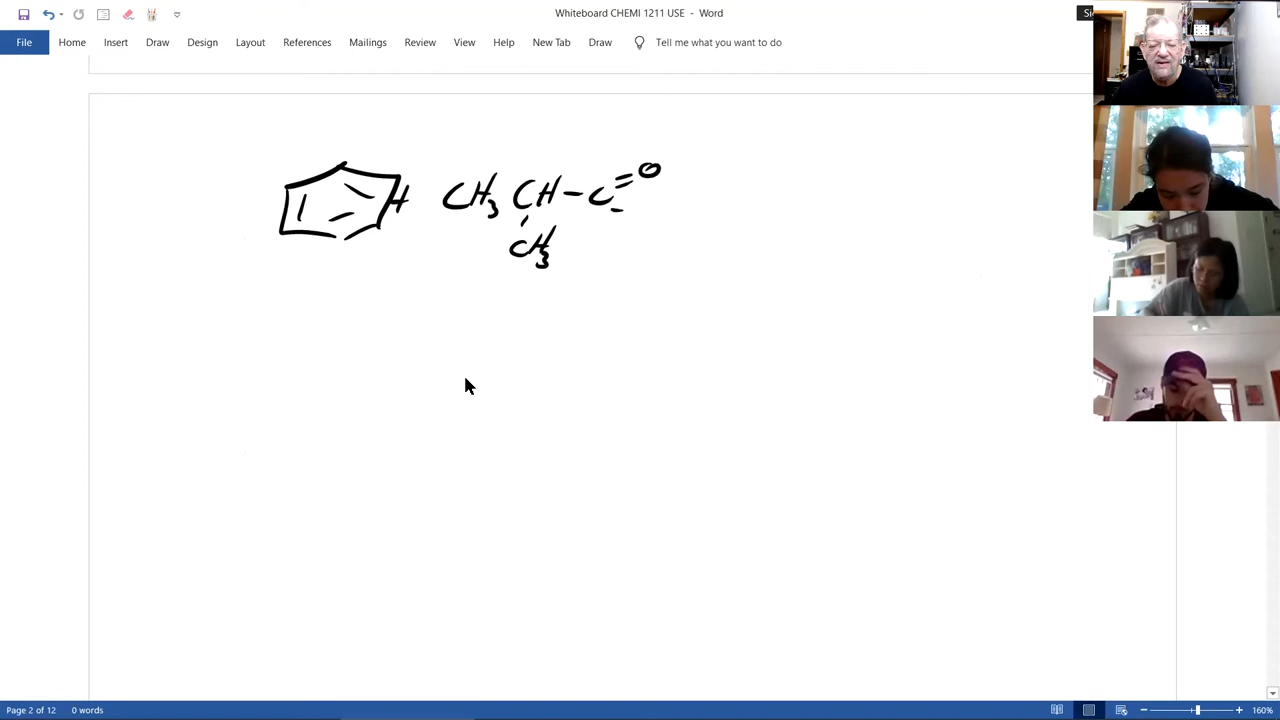 Whiteboard CHEMI 1211 USE - Word
File Home Insert Draw Design Layout References Mailings Review View Help New Tab Draw Tell me what you want to do
H CH3 CH-C=O
CH3
Page 2 of 12 0 words 160%